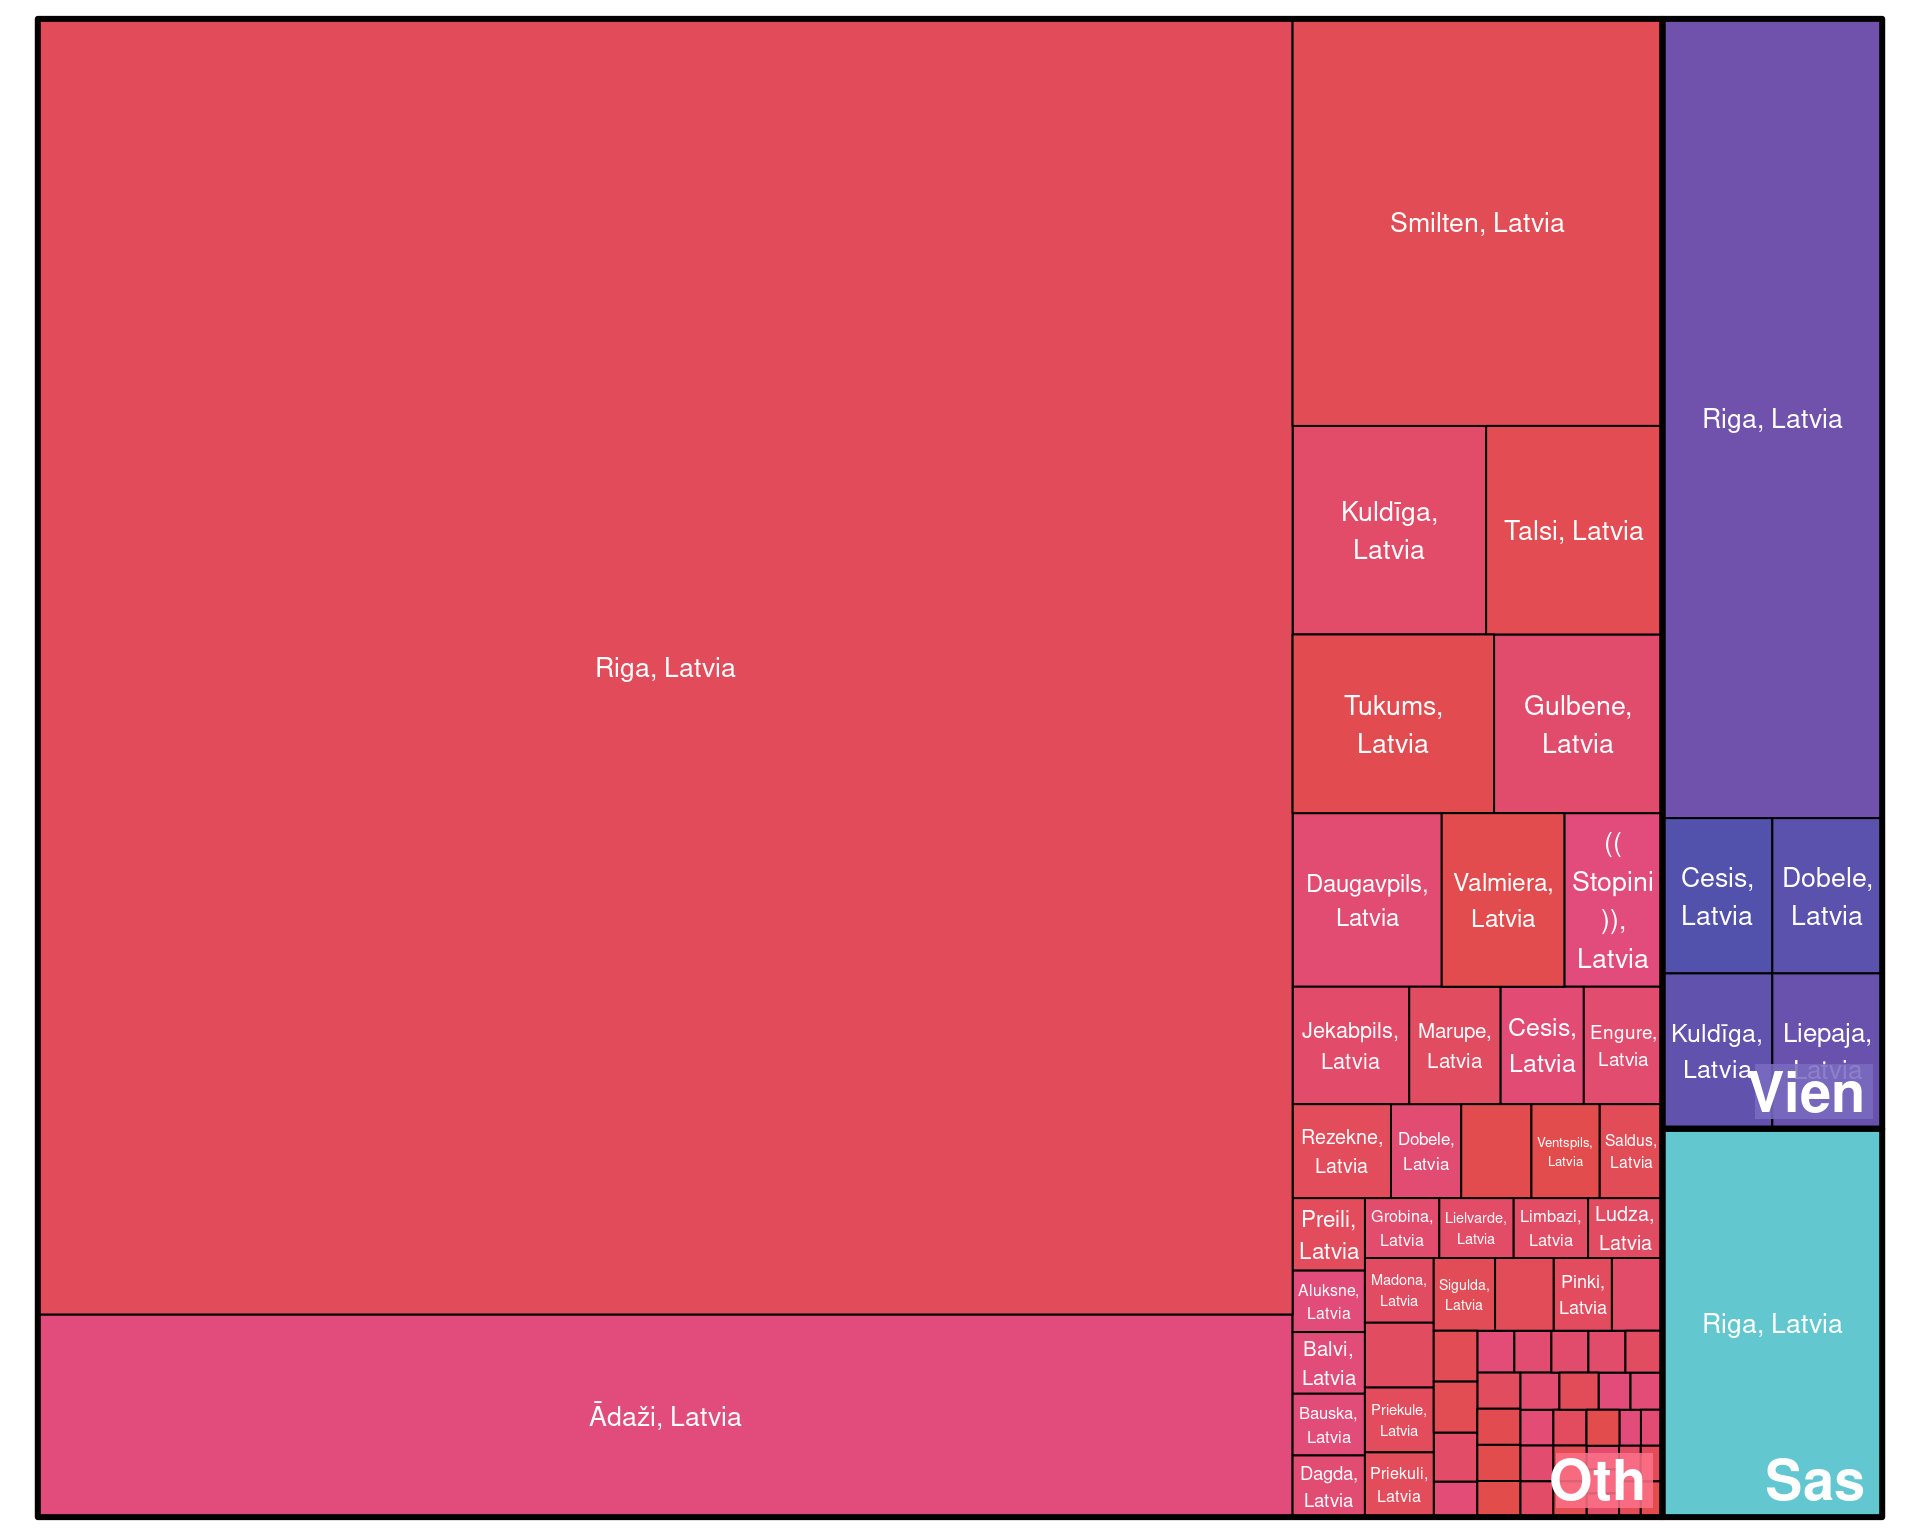 Riga, Latvia
Ādaži, Latvia
Smilten, Latvia
Kuldīga,
Latvia
Talsi, Latvia
Tukums,
Latvia
Gulbene,
Latvia
Daugavpils,
Latvia
Valmiera,
Latvia
((
Stopini
)),
Latvia
Jekabpils,
Latvia
Marupe,
Latvia
Cesis,
Latvia
Engure,
Latvia
Rezekne,
Latvia
Dobele,
Latvia
Ventspils,
Latvia
Saldus,
Latvia
Preili,
Latvia
Grobina,
Latvia
Lielvarde,
Latvia
Limbazi,
Latvia
Ludza,
Latvia
Aluksne,
Latvia
Madona,
Latvia
Sigulda,
Latvia
Pinki,
Latvia
Balvi,
Latvia
Bauska,
Latvia
Priekule,
Latvia
Dagda,
Latvia
Priekuli,
Latvia
Oth
Riga, Latvia
Cesis,
Latvia
Dobele,
Latvia
Kuldīga,
Latvia
Liepaja,
Latvia
Vien
Riga, Latvia
Sas